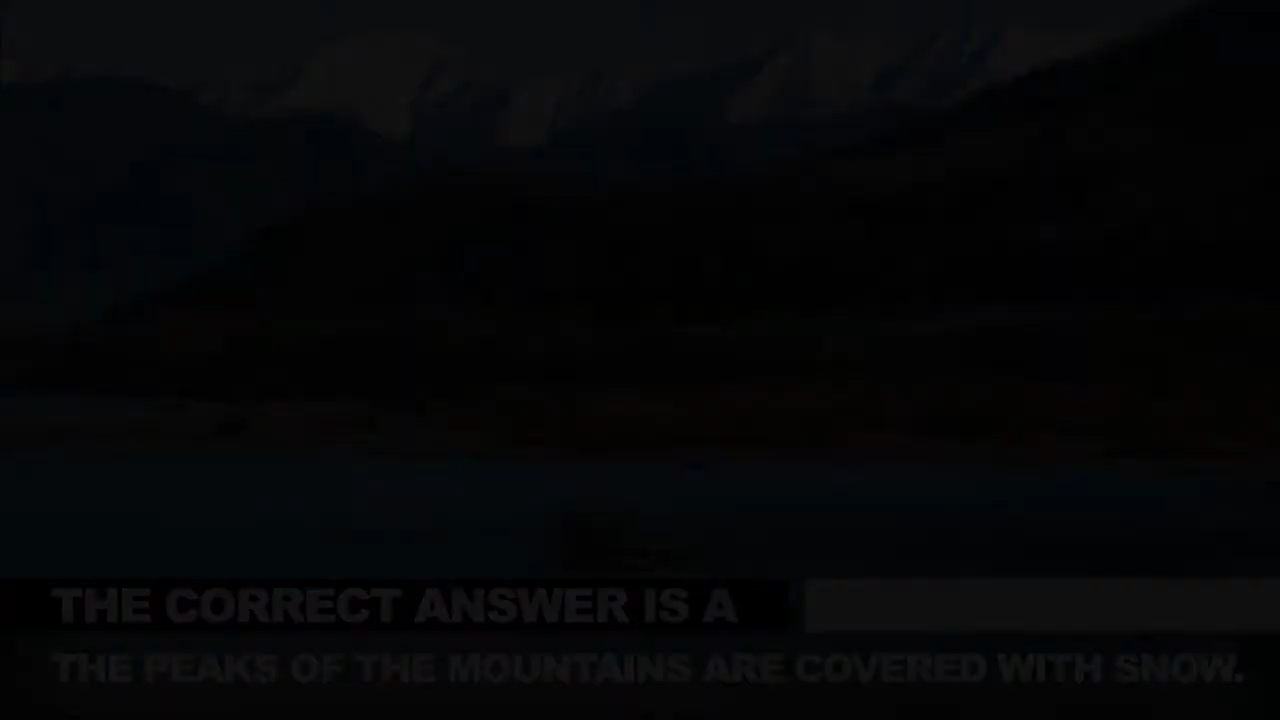 THE CORRECT ANSWER IS A
THE PEAKS OF THE MOUNTAINS ARE COVERED WITH SNOW.